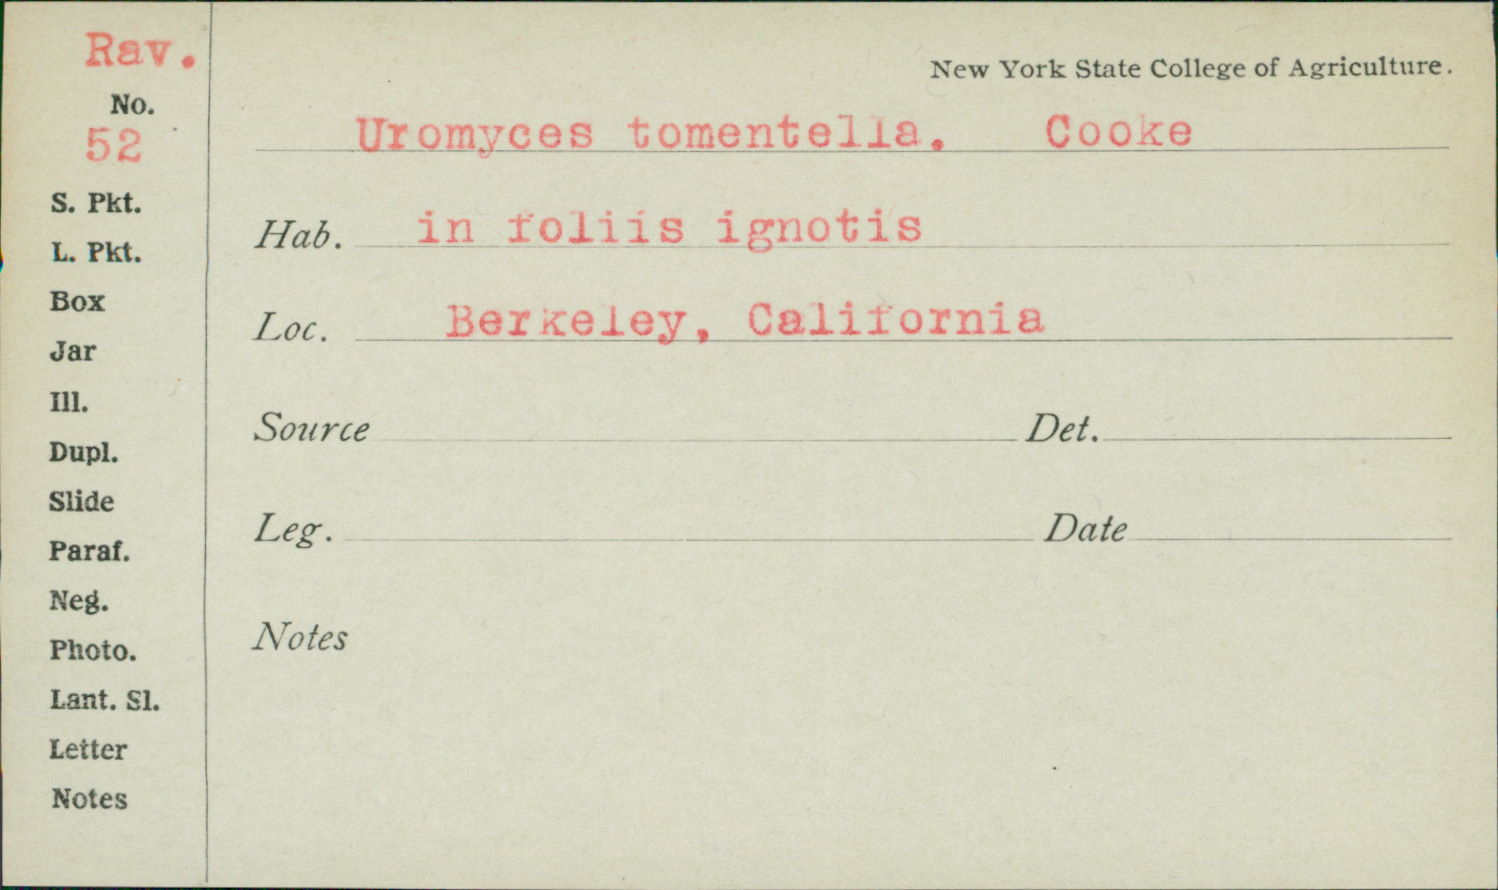 Rav.
New York State College of Agriculture.
No.
52
Uromyces tomentella. Cooke
S. Pkt.
Hab. in foliis ignotis
L. Pkt.
Box
Loc. Berkeley, California
Jar
Ill.
Source Det.
Dupl.
Slide
Leg. Date
Paraf.
Neg.
Notes
Photo.
Lant. Sl.
Letter
Notes